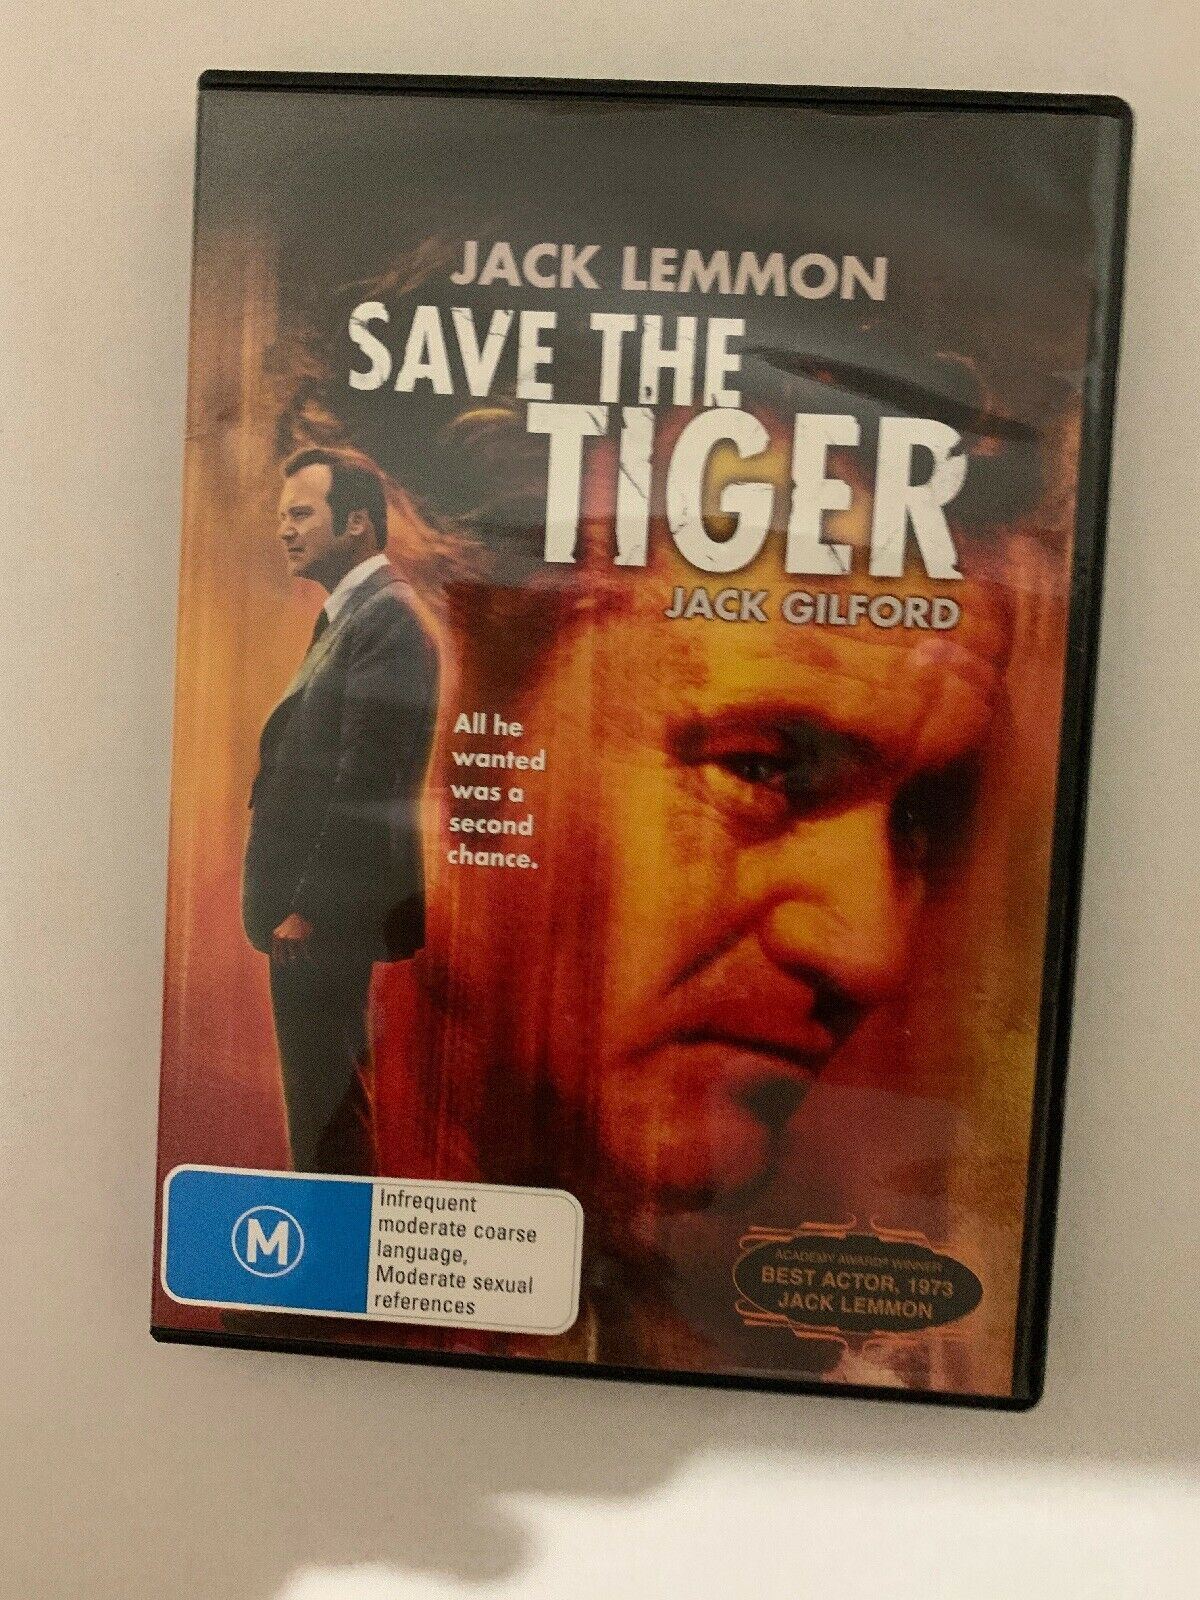 JACK LEMMON
SAVE THE
TIGER
JACK GILFORD
All he
wanted
was a
second
chance.
M
Infrequent
moderate coarse
language,
Moderate sexual
references
ACADEMY AWARD® WINNER
BEST ACTOR, 1973
JACK LEMMON